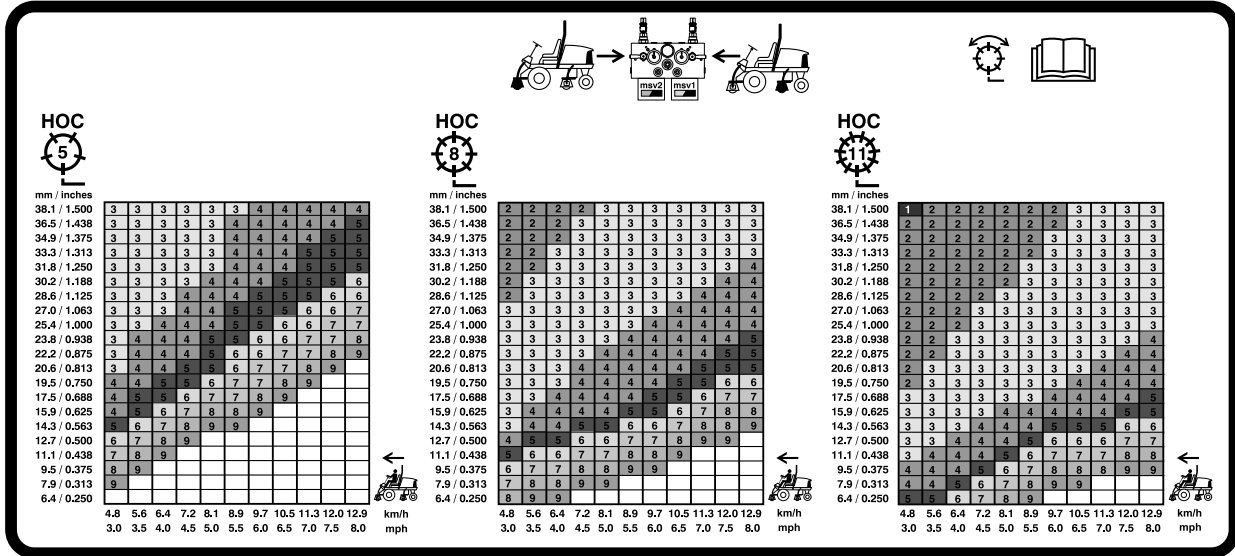 msv2 msv1
HOC
5
mm / inches
38.1 / 1.500 3 3 3 3 3 3 4 4 4 4 4
36.5 / 1.438 3 3 3 3 3 4 4 4 4 4 5
34.9 / 1.375 3 3 3 3 3 4 4 4 4 5 5
33.3 / 1.313 3 3 3 3 3 4 4 4 5 5 5
31.8 / 1.250 3 3 3 3 3 4 4 4 5 5 5
30.2 / 1.188 3 3 3 3 4 4 4 5 5 5 6
28.6 / 1.125 3 3 3 4 4 4 5 5 5 6 6
27.0 / 1.063 3 3 3 4 4 5 5 5 6 6 7
25.4 / 1.000 3 3 4 4 4 5 5 6 6 7 7
23.8 / 0.938 3 4 4 4 5 5 6 6 7 7 8
22.2 / 0.875 3 4 4 4 5 6 6 7 7 8 9
20.6 / 0.813 3 4 4 5 5 6 7 7 8 9
19.5 / 0.750 4 4 5 5 6 7 7 8 9
17.5 / 0.688 4 5 5 6 6 7 8 9
15.9 / 0.625 4 5 6 6 7 8 9
14.3 / 0.563 5 6 7 8 9 9
12.7 / 0.500 6 7 8 9
11.1 / 0.438 7 8 9
9.5 / 0.375 8 9
7.9 / 0.313 9
6.4 / 0.250
4.8 5.6 6.4 7.2 8.1 8.9 9.7 10.5 11.3 12.0 12.9 km/h
3.0 3.5 4.0 4.5 5.0 5.5 6.0 6.5 7.0 7.5 8.0 mph
HOC
8
mm / inches
38.1 / 1.500 2 2 2 2 3 3 3 3 3 3 3
36.5 / 1.438 2 2 2 3 3 3 3 3 3 3 3
34.9 / 1.375 2 2 2 3 3 3 3 3 3 3 3
33.3 / 1.313 2 2 3 3 3 3 3 3 3 3 3
31.8 / 1.250 2 2 3 3 3 3 3 3 3 3 4
30.2 / 1.188 2 3 3 3 3 3 3 3 3 4 4
28.6 / 1.125 2 3 3 3 3 3 3 3 4 4 4
27.0 / 1.063 3 3 3 3 3 3 3 4 4 4 4
25.4 / 1.000 3 3 3 3 3 3 4 4 4 4 4
23.8 / 0.938 3 3 3 3 3 4 4 4 4 4 5
22.2 / 0.875 3 3 3 3 4 4 4 4 4 5 5
20.6 / 0.813 3 3 3 4 4 4 4 4 5 5 5
19.5 / 0.750 3 3 3 4 4 4 4 5 5 6 6
17.5 / 0.688 3 3 4 4 4 4 5 5 6 6 7
15.9 / 0.625 3 4 4 4 4 5 5 6 7 7 8
14.3 / 0.563 3 4 4 5 5 6 6 7 8 8 9
12.7 / 0.500 4 5 5 6 6 7 7 8 9 9
11.1 / 0.438 5 6 6 7 7 8 8 9
9.5 / 0.375 6 7 7 8 8 9 9
7.9 / 0.313 7 8 8 9 9
6.4 / 0.250 8 9 9
4.8 5.6 6.4 7.2 8.1 8.9 9.7 10.5 11.3 12.0 12.9 km/h
3.0 3.5 4.0 4.5 5.0 5.5 6.0 6.5 7.0 7.5 8.0 mph
HOC
11
mm / inches
38.1 / 1.500 1 2 2 2 2 2 2 3 3 3 3
36.5 / 1.438 2 2 2 2 2 2 2 3 3 3 3
34.9 / 1.375 2 2 2 2 2 2 3 3 3 3 3
33.3 / 1.313 2 2 2 2 2 2 3 3 3 3 3
31.8 / 1.250 2 2 2 2 2 3 3 3 3 3 3
30.2 / 1.188 2 2 2 2 2 3 3 3 3 3 3
28.6 / 1.125 2 2 2 2 3 3 3 3 3 3 3
27.0 / 1.063 2 2 2 3 3 3 3 3 3 3 3
25.4 / 1.000 2 2 2 3 3 3 3 3 3 3 3
23.8 / 0.938 2 2 3 3 3 3 3 3 3 3 4
22.2 / 0.875 2 2 3 3 3 3 3 3 3 4 4
20.6 / 0.813 2 3 3 3 3 3 3 3 4 4 4
19.5 / 0.750 2 3 3 3 3 3 3 4 4 4 4
17.5 / 0.688 3 3 3 3 3 3 4 4 4 4 5
15.9 / 0.625 3 3 3 3 4 4 4 4 4 5 5
14.3 / 0.563 3 3 3 4 4 4 5 5 5 6 6
12.7 / 0.500 3 3 4 4 4 5 6 6 6 7 7
11.1 / 0.438 3 4 4 4 5 6 6 7 7 7 8
9.5 / 0.375 4 4 4 5 6 7 7 8 8 9 9
7.9 / 0.313 4 4 5 6 7 8 9 9
6.4 / 0.250 5 5 6 7 8 9
4.8 5.6 6.4 7.2 8.1 8.9 9.7 10.5 11.3 12.0 12.9 km/h
3.0 3.5 4.0 4.5 5.0 5.5 6.0 6.5 7.0 7.5 8.0 mph